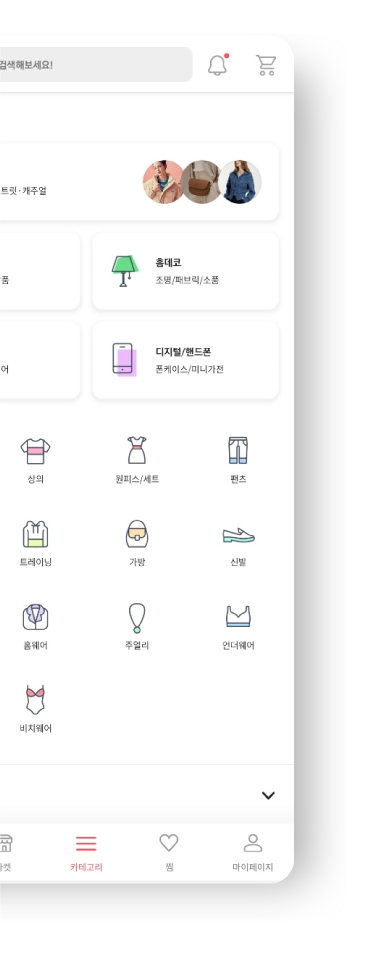 검색해보세요!
트릿·캐주얼
홈데코
조명/패브릭/소품
품
디지털/핸드폰
폰케이스/미니가전
어
상의
원피스/세트
팬츠
트레이닝
가방
신발
홈웨어
주얼리
언더웨어
비치웨어
마켓
카테고리
찜
마이페이지